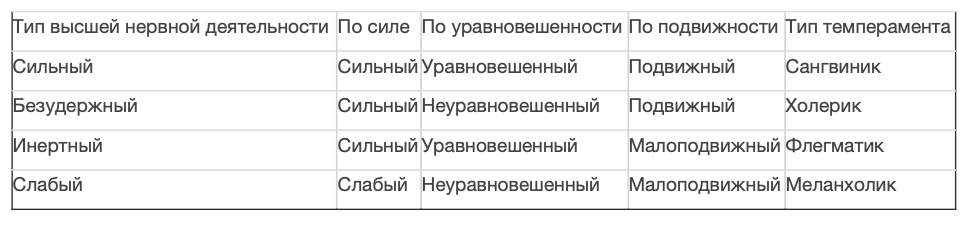 Тип высшей нервной деятельности По силе По уравновешенности По подвижности Тип темперамента
Сильный Сильный Уравновешенный Подвижный Сангвиник
Безудержный Сильный Неуравновешенный Подвижный Холерик
Инертный Сильный Уравновешенный Малоподвижный Флегматик
Слабый Слабый Неуравновешенный Малоподвижный Меланхолик